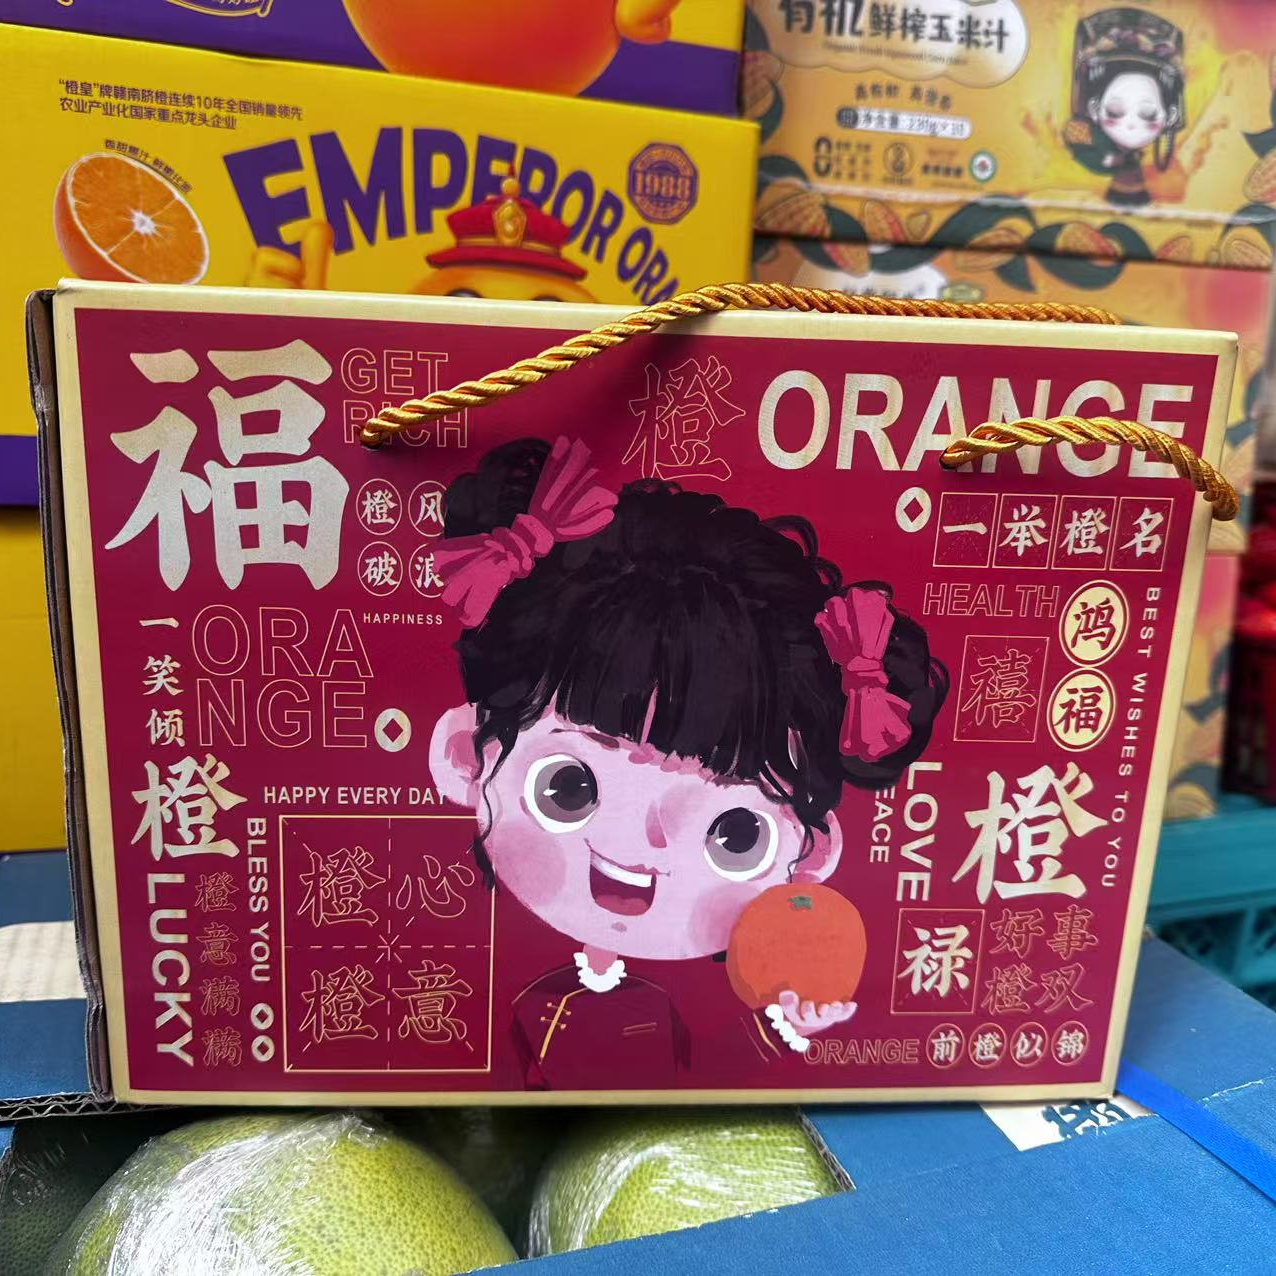 有机鲜榨玉米汁
"橙皇"牌赣南脐橙连续10年全国销量领先
农业产业化国家重点龙头企业
EMPEROR ORA
1988
福
GET
RICH
橙
ORANGE
橙风
破浪
一举橙名
HAPPINESS
HEALTH
鸿福
禧
BEST WISHES TO YOU
一笑倾橙
ORA
NGE
HAPPY EVERY DAY
LUCKY
橙意满满
BLESS YOU
橙心
橙意
EACE
LOVE
橙
禄
好事
橙双
ORANGE
前橙似锦